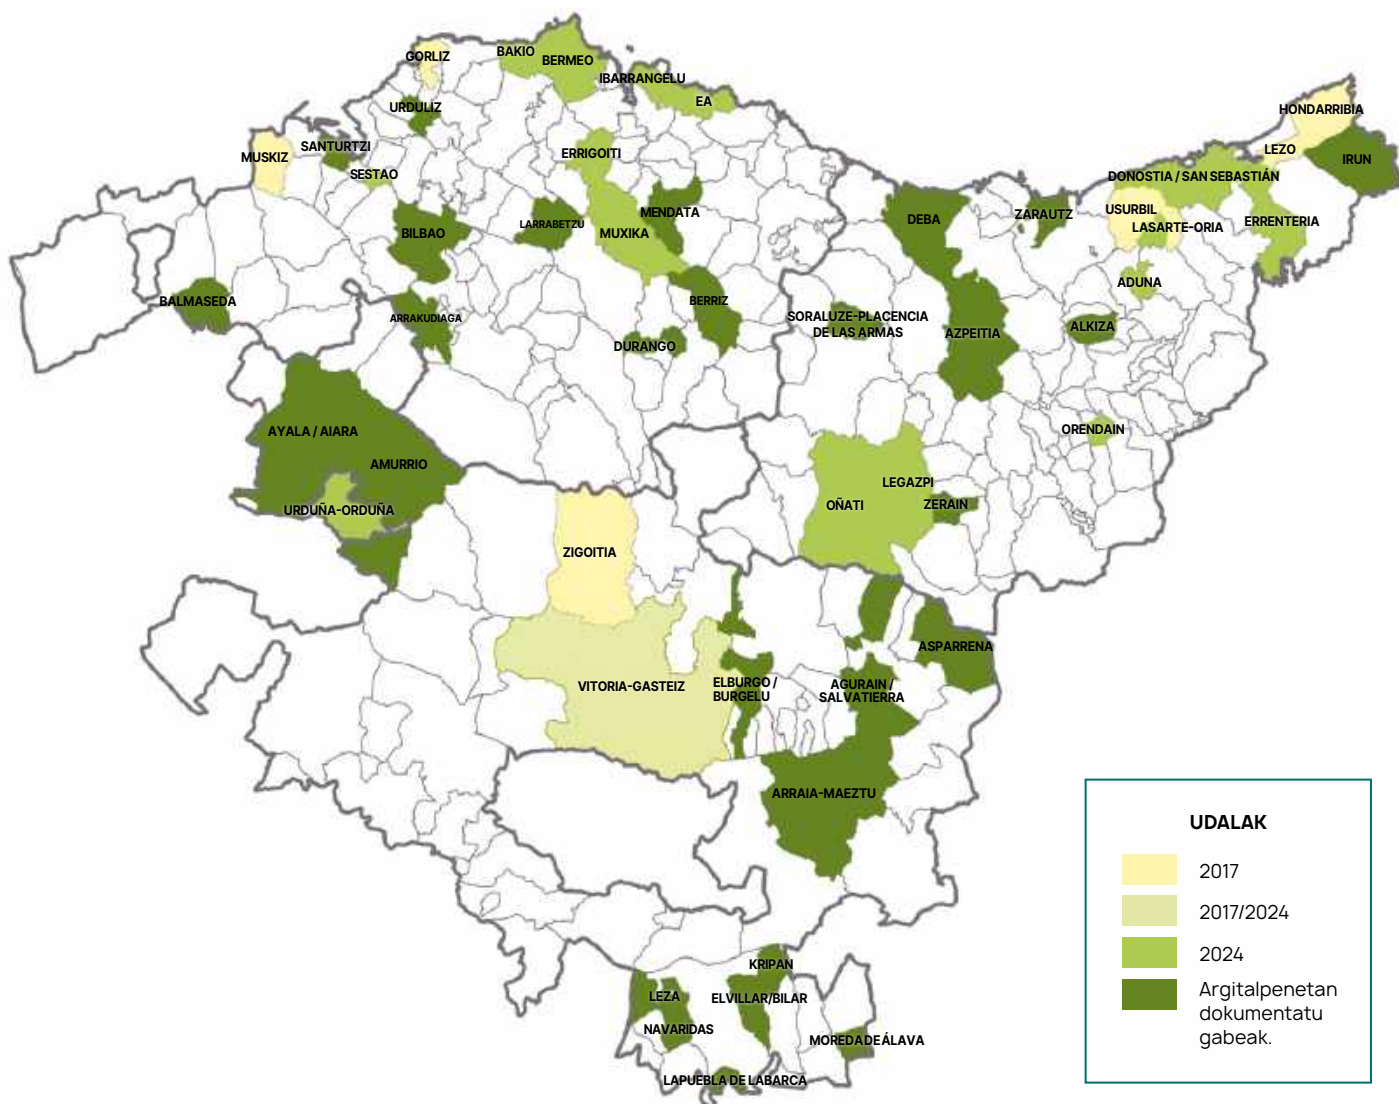 GORLIZ
BAKIO
BERMEO
IBARRANGELU
EA
URDULIZ
HONDARRIBIA
LEZO
IRUN
MUSKIZ
SANTURTZI
SESTAO
ERRIGOITI
DONOSTIA / SAN SEBASTIÁN
BILBAO
LARRABETZU
MENDATA
MUXIKA
DEBA
ZARAUTZ
USURBIL
LASARTE-ORIA
ERRENTERIA
ADUNA
BALMASEDA
ARRAKUDIAGA
BERRIZ
DURANGO
SORALUZE-PLACENCIA
DE LAS ARMAS
AZPEITIA
ALKIZA
AYALA / AIARA
AMURRIO
ORENDAIN
URDUÑA-ORDUÑA
OÑATI
LEGAZPI
ZERAIN
ZIGOITIA
ASPARRENA
VITORIA-GASTEIZ
ELBURGO /
BURGELU
AGURAIN /
SALVATIERRA
ARRAIA-MAEZTU
KRIPAN
LEZA
ELVILLAR/BILAR
NAVARIDAS
MOREDA DE ÁLAVA
LAPUEBLA DE LABARCA
UDALAK
2017
2017/2024
2024
Argitalpenetan
dokumentatu
gabeak.